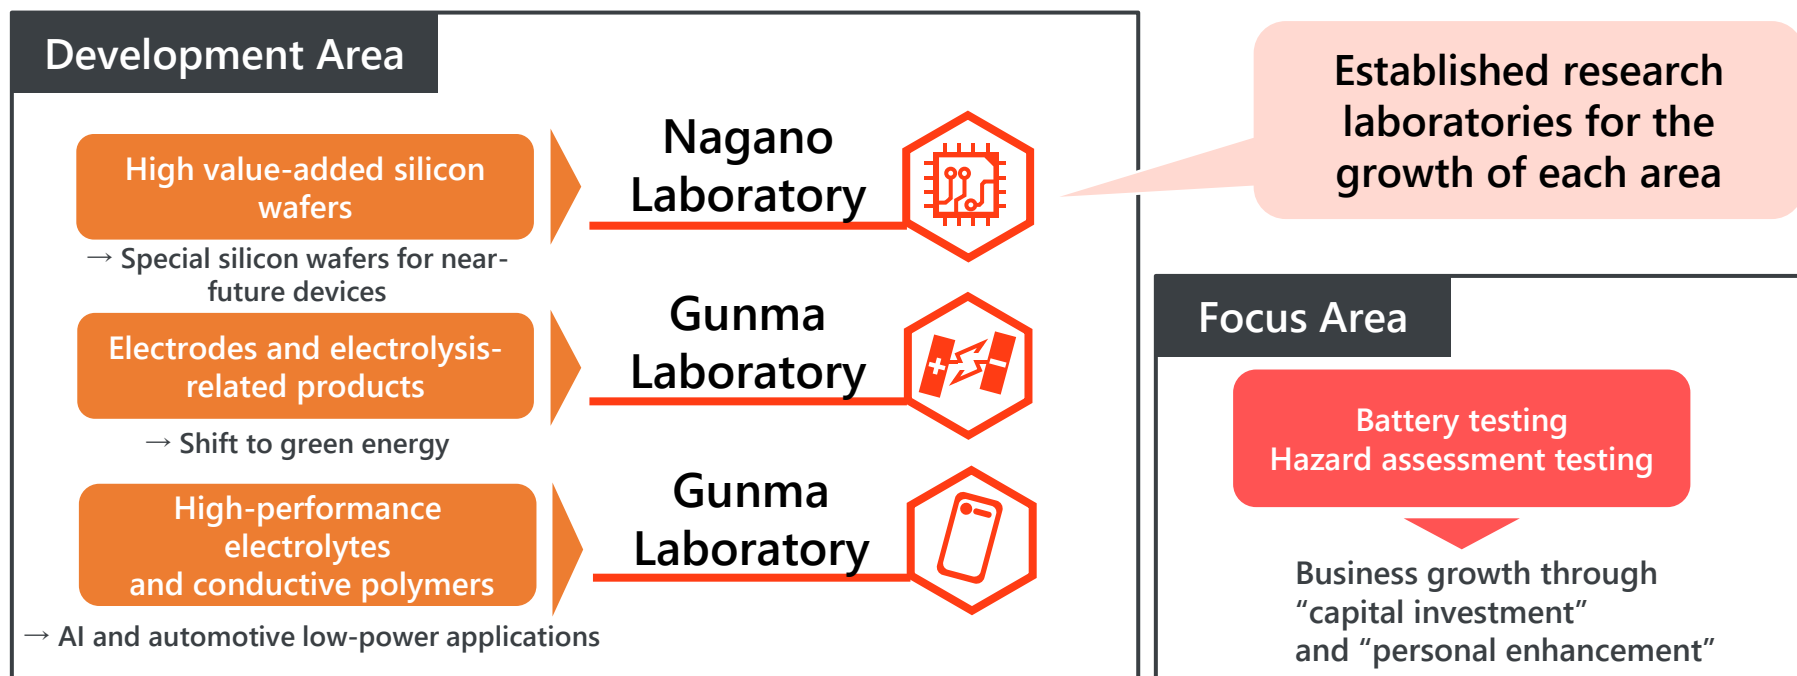 Development Area
High value-added silicon
wafers
→ Special silicon wafers for near-
future devices
Nagano
Laboratory
Electrodes and electrolysis-
related products
→ Shift to green energy
Gunma
Laboratory
High-performance
electrolytes
and conductive polymers
→ AI and automotive low-power applications
Gunma
Laboratory
Established research
laboratories for the
growth of each area
Focus Area
Battery testing
Hazard assessment testing
Business growth through
“capital investment”
and “personal enhancement”